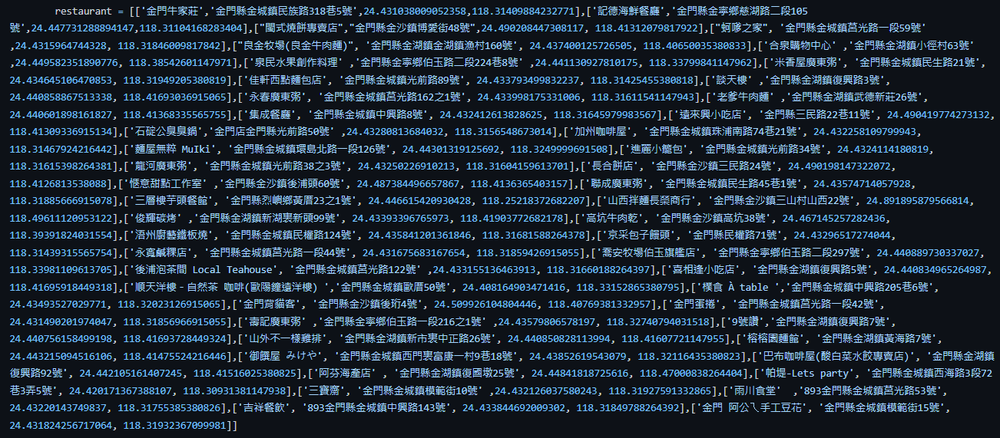 restaurant = [['金門牛家莊','金門縣金城鎮民族路318巷5號',24.431038009052358,118.31409884232771],['記德海鮮餐廳','金門縣金寧鄉慈湖路二段105
號',24.447731288894147,118.31104168283404],["閩式燒餅專賣店","金門縣金沙鎮博愛街48號",24.490208447308117, 118.41312079817922],["蚵嗲之家", '金門縣金城鎮莒光路一段59號'
,24.4315964744328, 118.31846009817842],["良金牧場(良金牛肉麵)", '金門縣金湖鎮金湖鎮漁村160號', 24.437400125726505, 118.40650035380833],['合泉購物中心' ,'金門縣金湖鎮小徑村63號'
,24.449582351890776, 118.38542601147971],['泉民水果創作料理' ,'金門縣金寧鄉伯玉路二段224巷8號' ,24.441130927810175, 118.33799841147962],['米香屋廣東粥', '金門縣金城鎮民生路21號',
24.434645106470853, 118.31949205380819],['佳軒西點麵包店', '金門縣金城鎮光前路89號', 24.433793499832237, 118.31425455380818],['談天樓' ,'金門縣金湖鎮復興路3號',
24.440858867513338, 118.41693036915065],['永春廣東粥', '金門縣金城鎮莒光路162之1號', 24.433998175331006, 118.31611541147943],['老爹牛肉麵' ,'金門縣金湖鎮武德新莊26號',
24.440601898161827, 118.41368335565755],['集成餐廳', '金門縣金城鎮中興路8號', 24.432412613828625, 118.31645979983567],['遠來興小吃店', '金門縣三民路22巷11號', 24.490419774273132,
118.41309336915134],['石碇公臭臭鍋','金門店金門縣光前路50號' ,24.43280813684032, 118.3156548673014],['加州咖啡屋', '金門縣金城鎮珠浦南路74巷21號', 24.432258109799943,
118.31467924216442],['麵屋無粹 MuIki', '金門縣金城鎮環島北路一段126號', 24.44301319125692, 118.3249999691508],['進麗小籠包', '金門縣金城鎮光前路34號', 24.4324114180819,
118.31615398264381],['龍河廣東粥', '金門縣金城鎮光前路38之3號', 24.43250226910213, 118.31604159613701],['長合餅店', '金門縣金沙鎮三民路24號', 24.490198147322072,
118.4126813538088],['愜意甜點工作室' ,'金門縣金沙鎮後浦頭60號', 24.487384496657867, 118.4136365403157],['聯成廣東粥', '金門縣金城鎮民生路45巷1號', 24.43574714057928,
118.31885666915078],['三層樓芋頭餐館', '金門縣烈嶼鄉黃厝23之1號', 24.446615420930428, 118.25218372682207],['山西拌麵長榮商行', '金門縣金沙鎮三山村山西22號', 24.891895879566814,
118.49611120953122],['俊輝碳烤' ,'金門縣金湖鎮新湖裏新頭99號', 24.43393396765973, 118.41903772682178],['高坑牛肉乾', '金門縣金沙鎮高坑38號', 24.467145257282436,
118.39391824031554],['浯州廚藝鐵板燒', '金門縣金城鎮民權路124號', 24.435841201361846, 118.31681588264378],['京采包子饅頭', '金門縣民權路71號', 24.43296517274044,
118.31439315565754],['永寬鹹粿店', '金門縣金城鎮莒光路一段44號', 24.431675683167654, 118.31859426915055],['喬安牧場伯玉旗艦店', '金門縣金寧鄉伯玉路二段297號', 24.440889730337027,
118.33981109613705],['後浦泡茶間 Local Teahouse', '金門縣金城鎮莒光路122號' ,24.433155136463913, 118.31660188264397],['喜相逢小吃店', '金門縣金湖鎮復興路5號', 24.440834965264987,
118.41695918449318],['順天洋樓－自然茶 咖啡(歐陽鐘遠洋樓) ','金門縣金城鎮歐厝50號', 24.408164903471416, 118.33152865380795],['樸食 À table ','金門縣金城鎮中興路205巷6號',
24.43493527029771, 118.32023126915065],['金門背貓客', '金門縣金沙鎮後珩4號', 24.509926104804446, 118.40769381332957],['金門蛋捲', '金門縣金城鎮莒光路一段42號',
24.431490201974047, 118.31856966915055],['壽記廣東粥' ,'金門縣金寧鄉伯玉路一段216之1號' ,24.43579806578197, 118.32740794031518],['9號讚','金門縣金湖鎮復興路7號',
24.440756158499198, 118.41693728449324],['山外不一樣雞排', '金門縣金湖鎮新市裏中正路26號', 24.440850828113994, 118.41607721147955],['榕榕園麵館', '金門縣金湖鎮黃海路7號',
24.443215094516106, 118.41475524216446],['御饌屋 みけや', '金門縣金城鎮西門裏富康一村9巷18號', 24.43852619543079, 118.32116435380823],['巴布咖啡屋(酸白菜水餃專賣店)', '金門縣金湖鎮
復興路92號', 24.442105161407245, 118.41516025380825],['阿芬海產店' , '金門縣金湖鎮復國墩25號', 24.44841818725616, 118.47000838264404],['帕堤-Lets party', '金門縣金城鎮西海路3段72
巷3弄5號', 24.420171367388107, 118.30931381147938],['三寶齋', '金門縣金城鎮模範街10號' ,24.432126037580243, 118.31927591332865],['雨川食堂'  ,'893金門縣金城鎮莒光路53號',
24.43220143749837, 118.31755385380826],['吉祥餐飲', '893金門縣金城鎮中興路143號', 24.433844692009302, 118.31849788264392],['金門 阿公ㄟ手工豆花', '金門縣金城鎮模範街15號',
24.431824256717064, 118.31932367099981]]